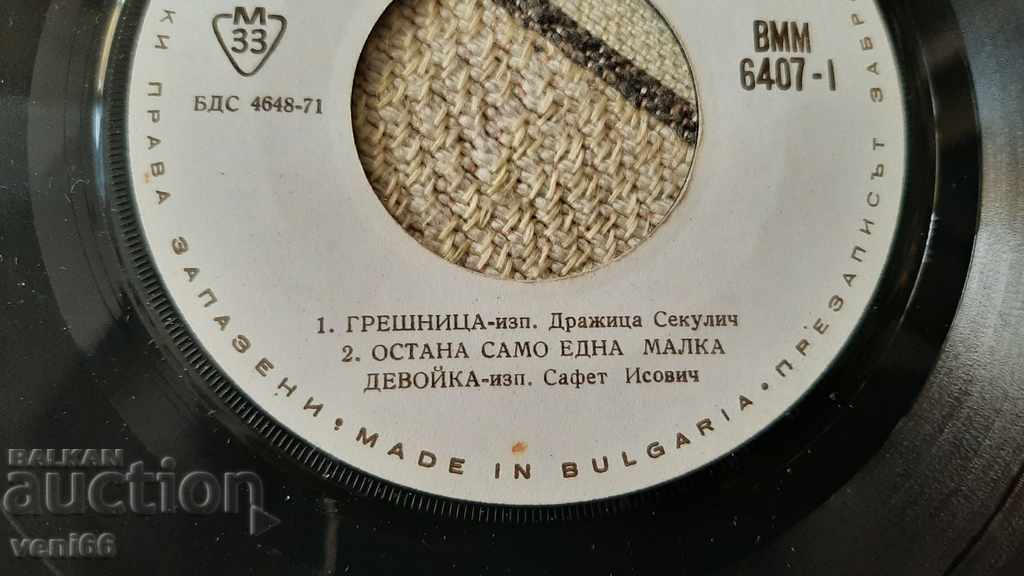 М
33
БДС 4648-71
ВММ
6407-I
1. ГРЕШНИЦА-изп. Дражица Секулич
2. ОСТАНА САМО ЕДНА МАЛКА
ДЕВОЙКА-изп. Сафет Исович
КИ ПРАВА ЗАПАЗЕНИ • MADE IN BULGARIA • ПРЕЗАПИСЪТ ЗАБР
BALKAN
auction
veni66